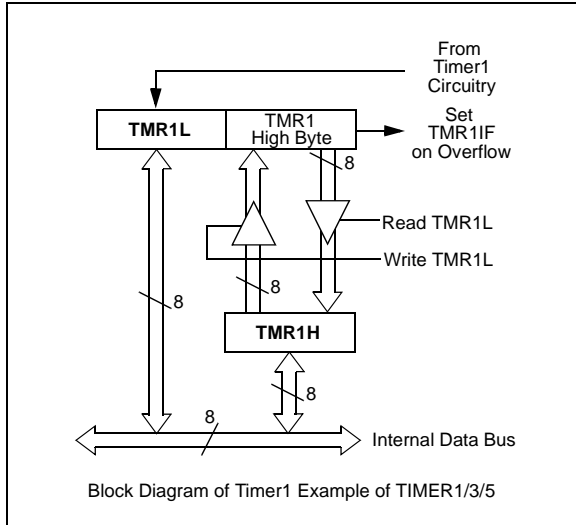 From
Timer1
Circuitry
TMR1L
TMR1
High Byte
Set
TMR1IF
on Overflow
8
Read TMR1L
Write TMR1L
8
8
TMR1H
8
8
Internal Data Bus
Block Diagram of Timer1 Example of TIMER1/3/5